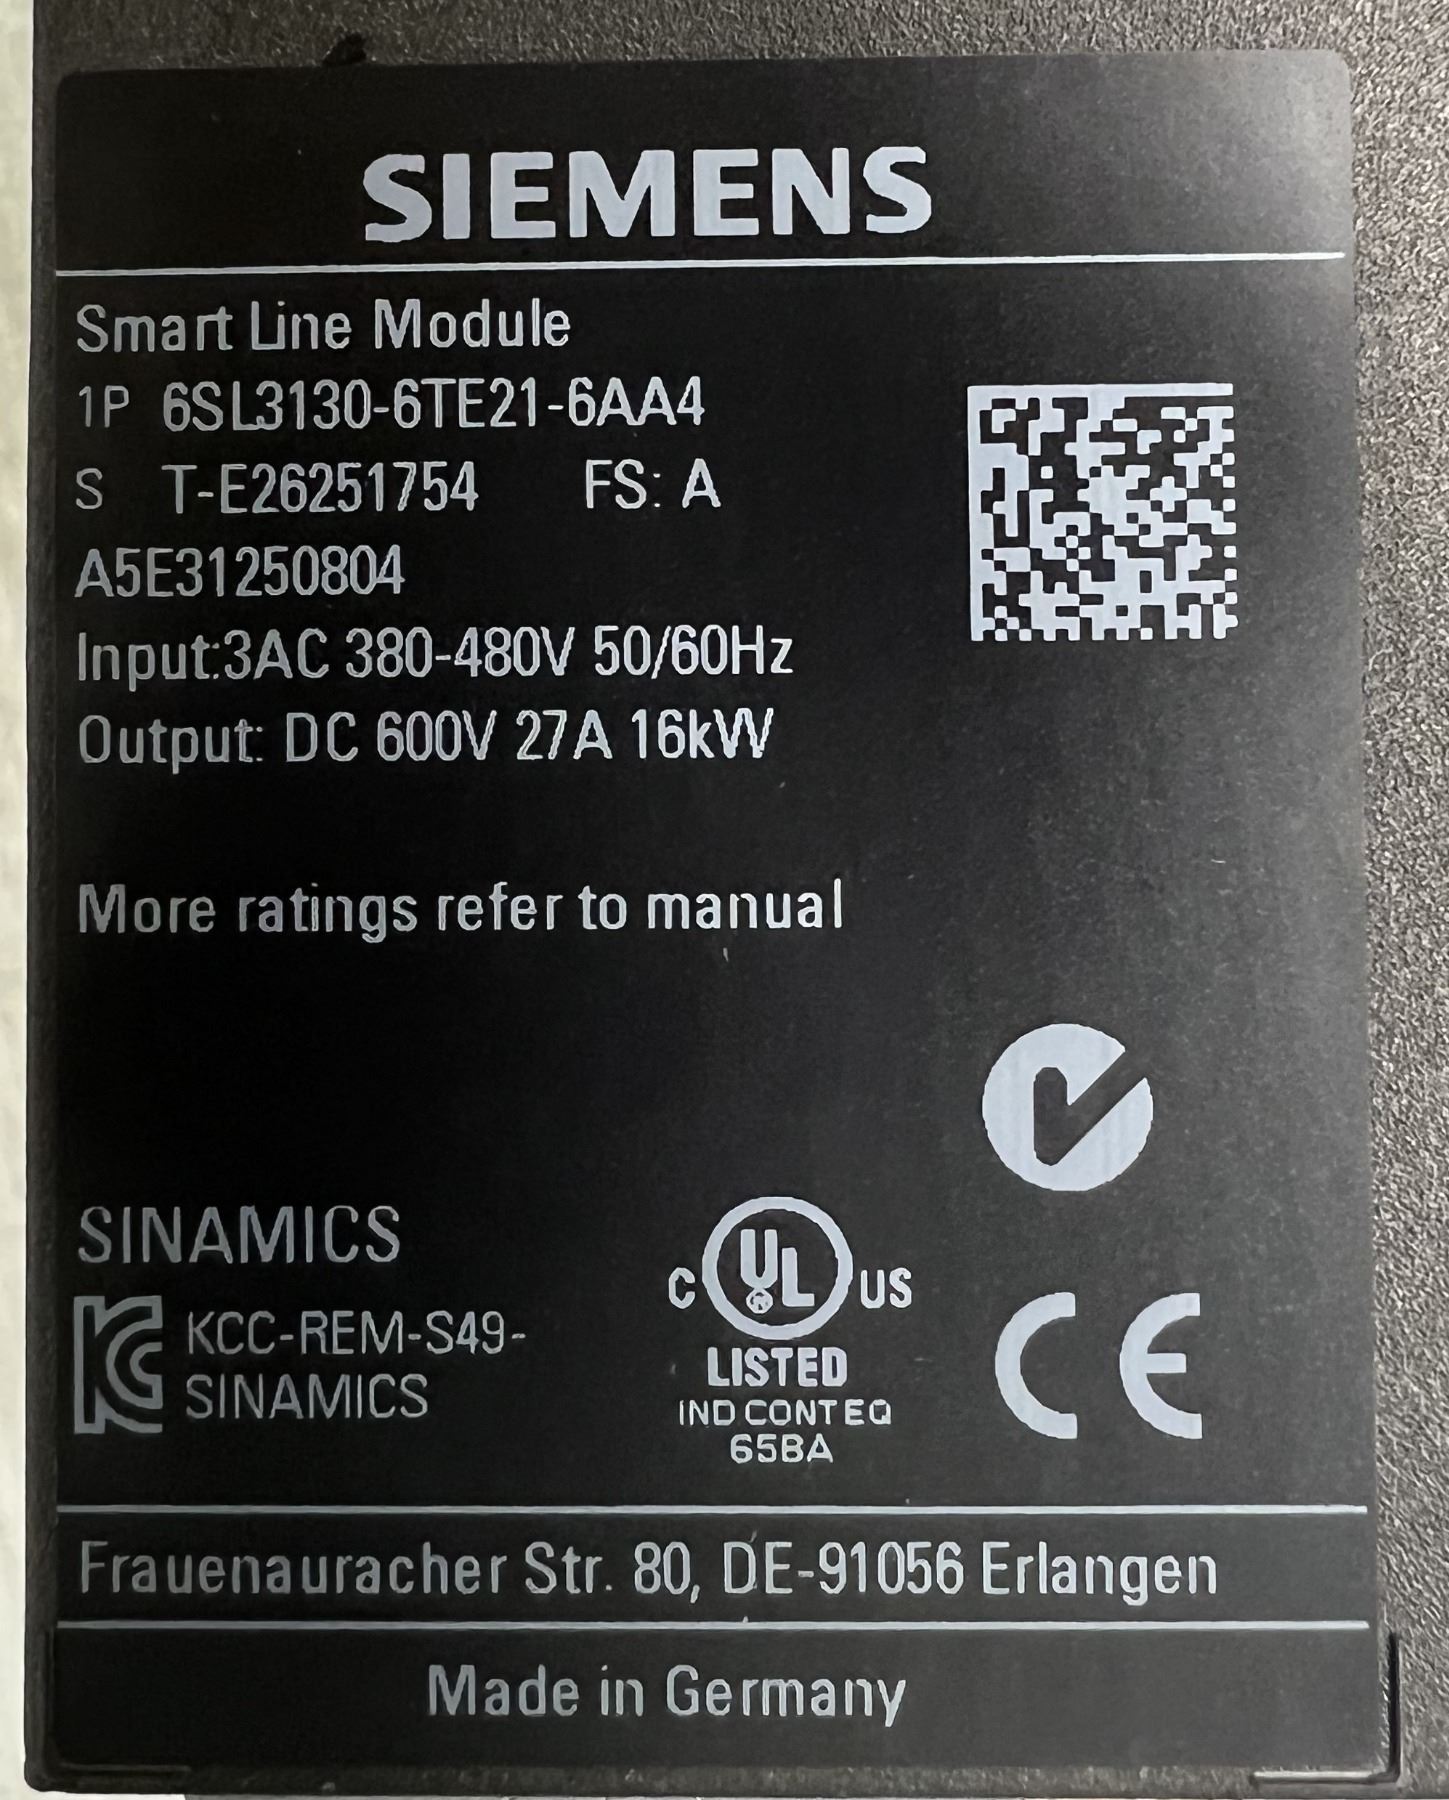 SIEMENS
Smart Line Module
1P 6SL3130-6TE21-6AA4
S T-E26251754 FS: A
A5E31250804
Input:3AC 380-480V 50/60Hz
Output: DC 600V 27A 16kW
More ratings refer to manual
SINAMICS
KCC-REM-S49-
SINAMICS
C UL US
®
LISTED
IND CONT EQ
65BA
CE
Frauenauracher Str. 80, DE-91056 Erlangen
Made in Germany